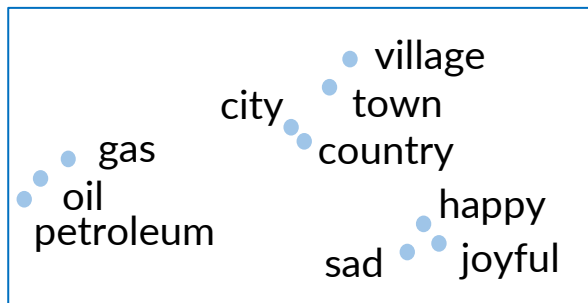 village
city
town
gas
country
oil
happy
petroleum
sad
joyful